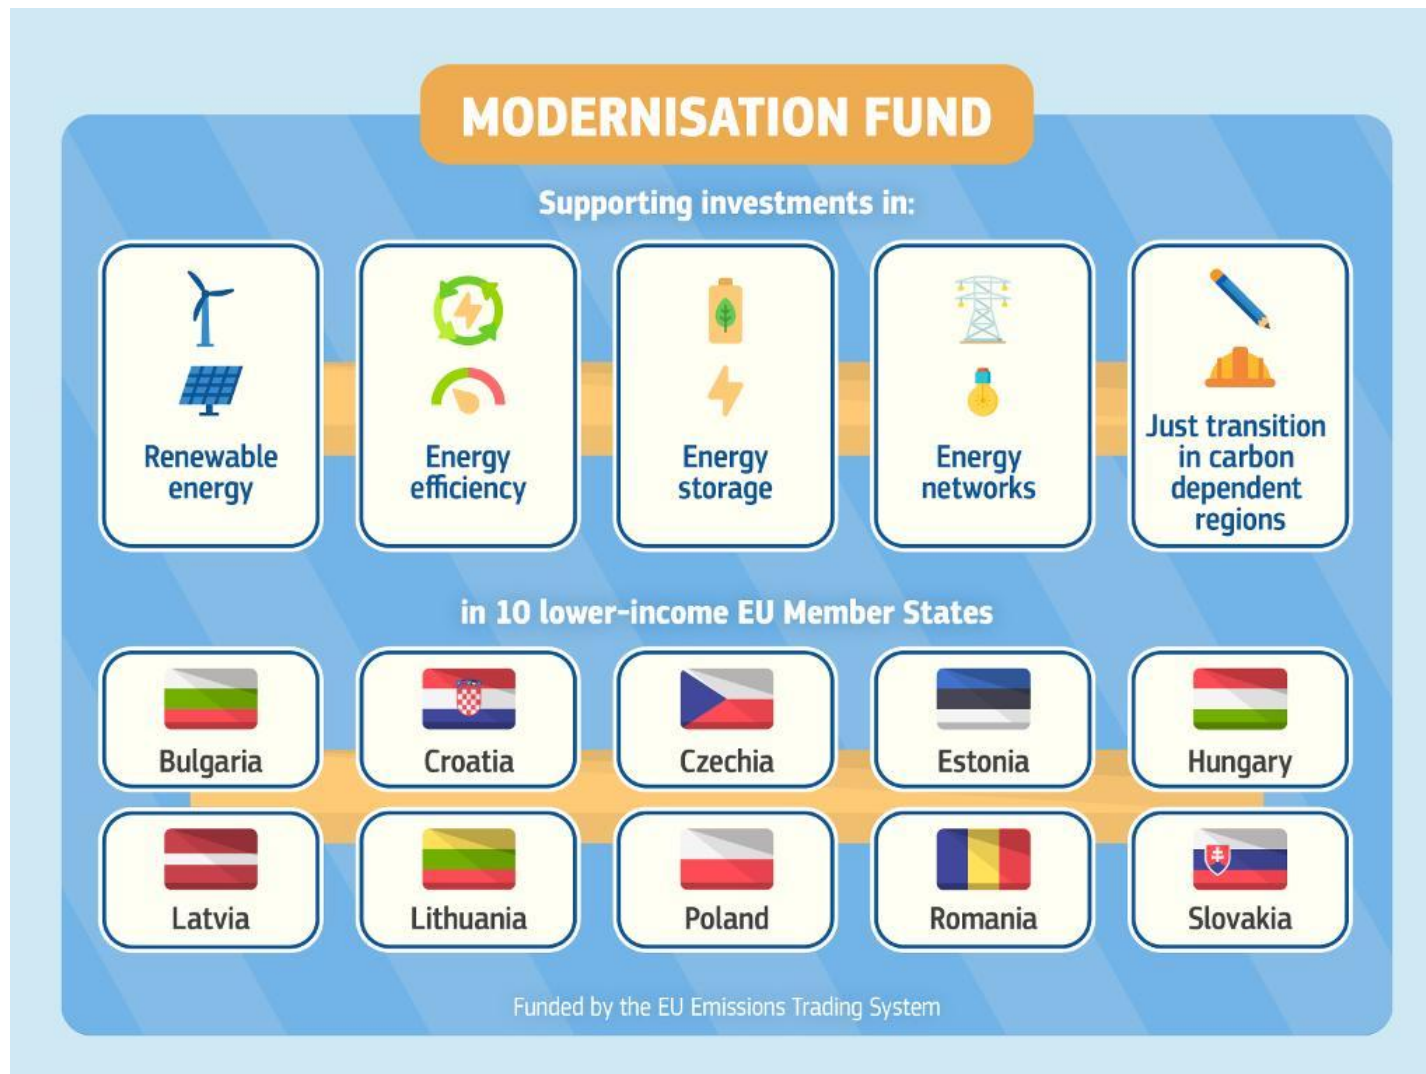 MODERNISATION FUND
Supporting investments in:
Renewable
energy
Energy
efficiency
Energy
storage
Energy
networks
Just transition
in carbon
dependent
regions
in 10 lower-income EU Member States
Bulgaria
Croatia
Czechia
Estonia
Hungary
Latvia
Lithuania
Poland
Romania
Slovakia
Funded by the EU Emissions Trading System